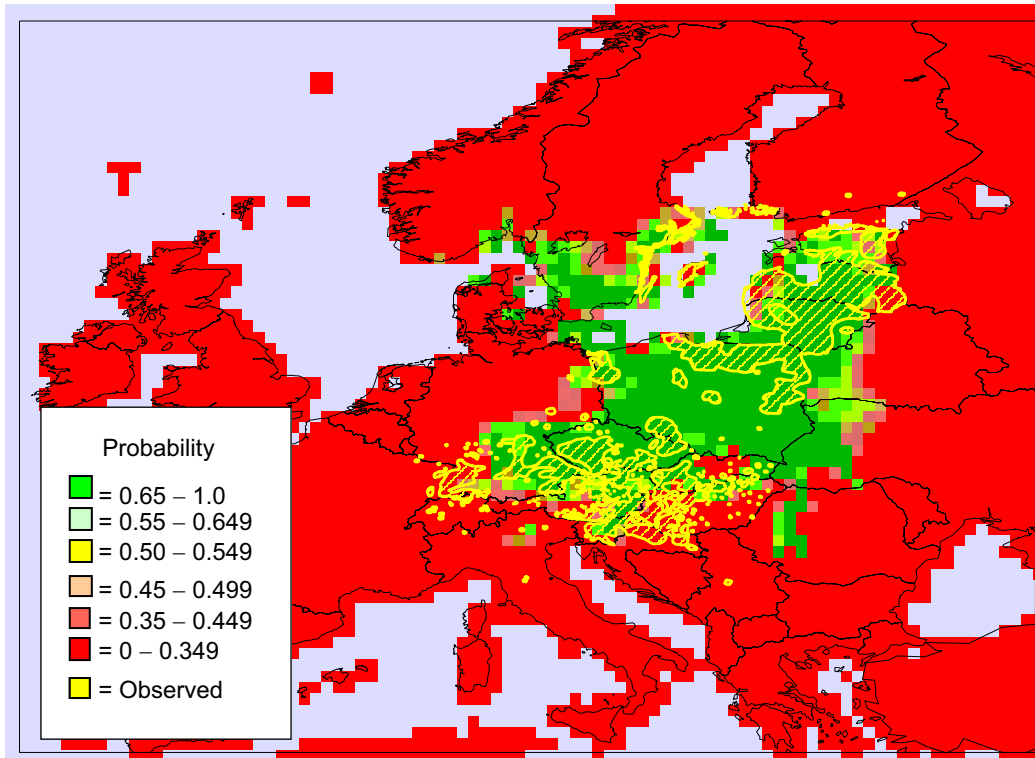 Probability
= 0.65 – 1.0
= 0.55 – 0.649
= 0.50 – 0.549
= 0.45 – 0.499
= 0.35 – 0.449
= 0 – 0.349
= Observed